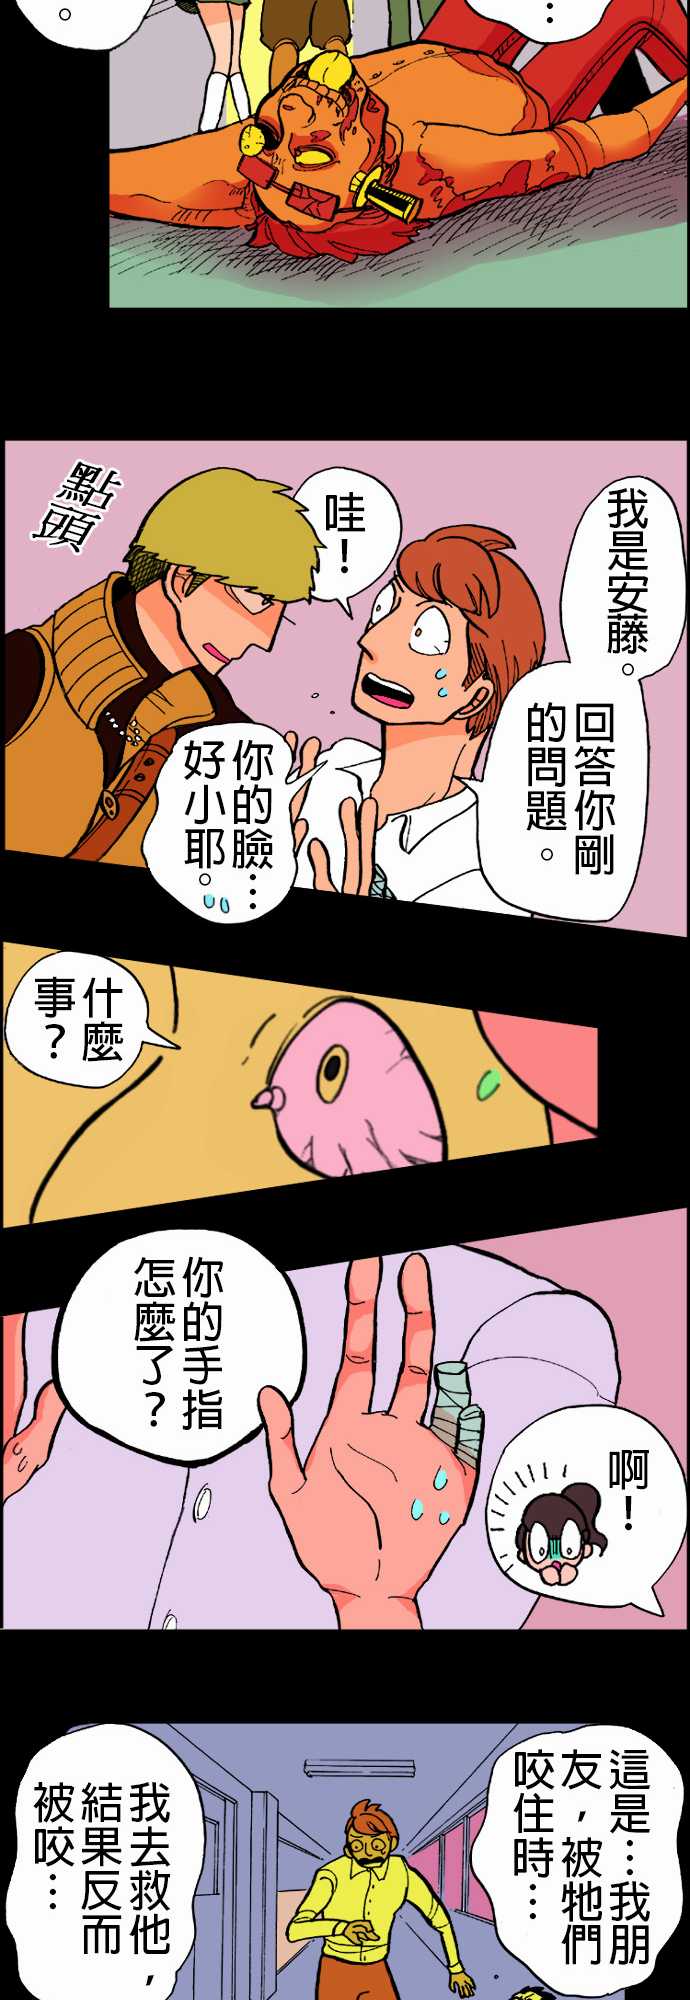 。
…
點頭
我是安藤。
回答你剛
的問題。
哇！
你的臉…
好小耶。
什麼
事？
你的手指
怎麼了？
啊！
這是…我朋
友，被牠們
咬住時…
我去救他，
結果反而
被咬…